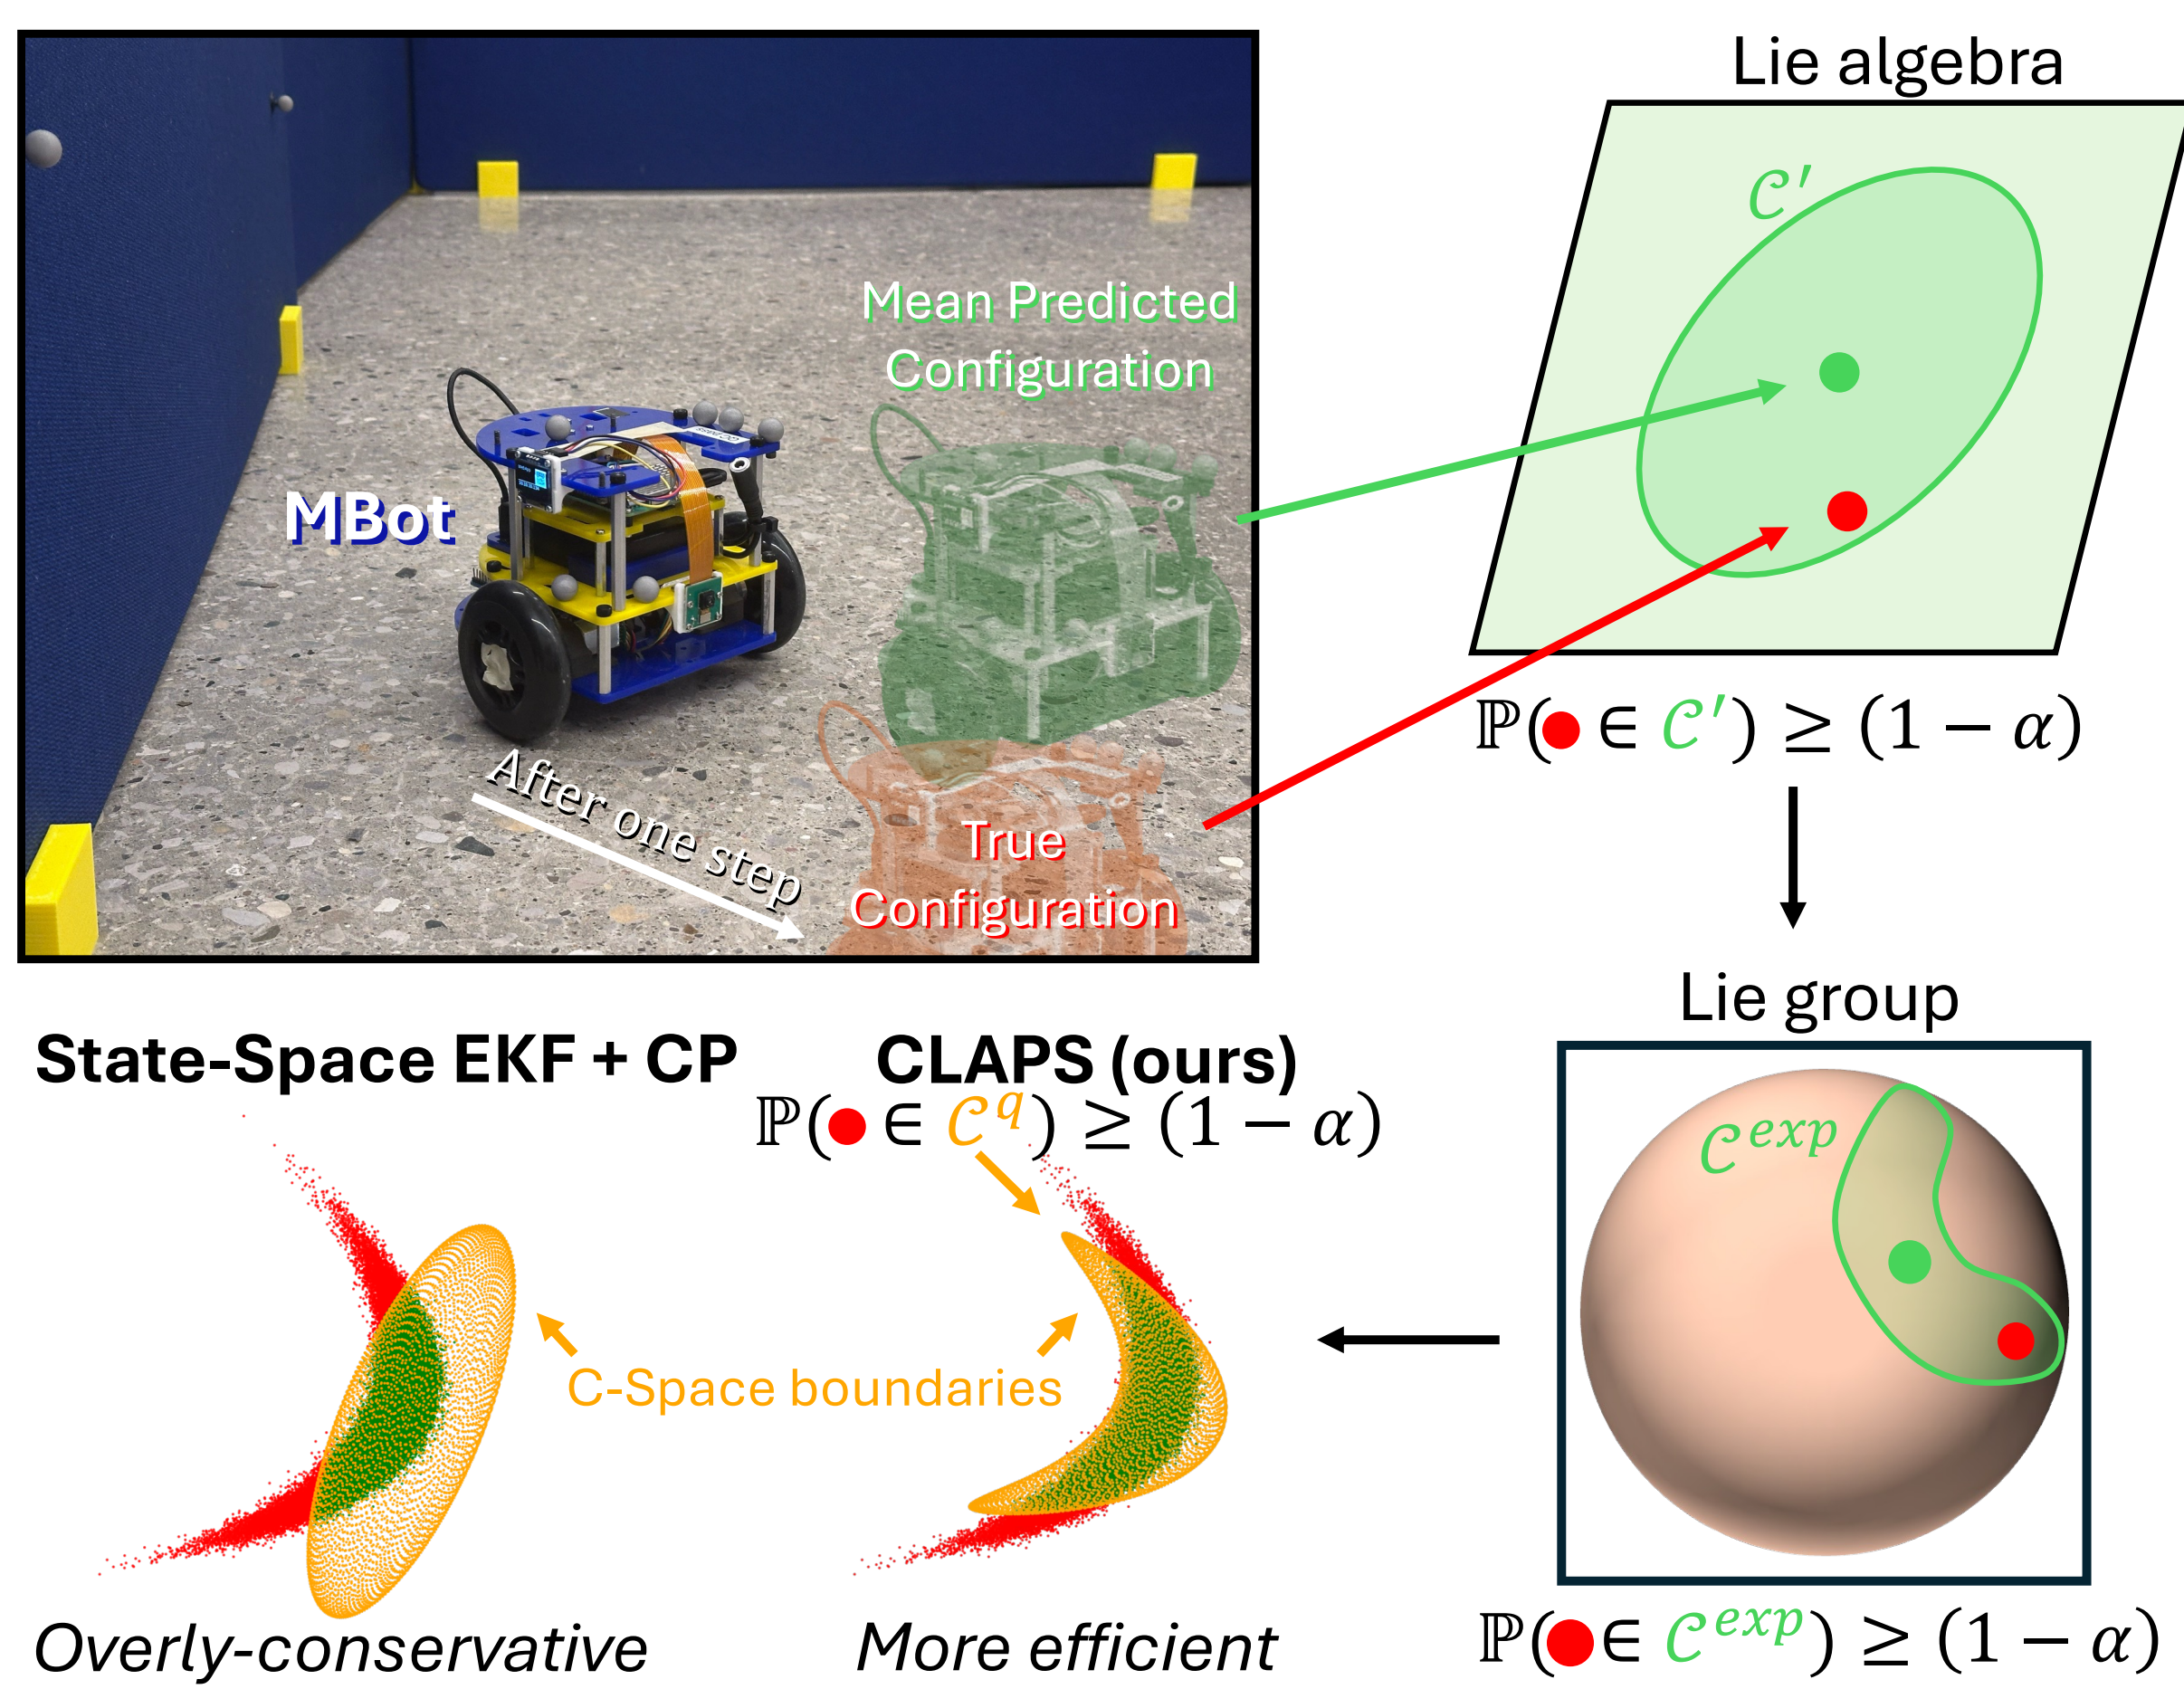 Lie algebra
𝒞′
Mean Predicted
Configuration
MBot
After one step
True
Configuration
ℙ(● ∈ 𝒞′) ≥ (1 − α)
Lie group
State-Space EKF + CP
CLAPS (ours)
ℙ(● ∈ 𝒞^q) ≥ (1 − α)
𝒞^exp
C-Space boundaries
Overly-conservative
More efficient
ℙ(● ∈ 𝒞^exp) ≥ (1 − α)